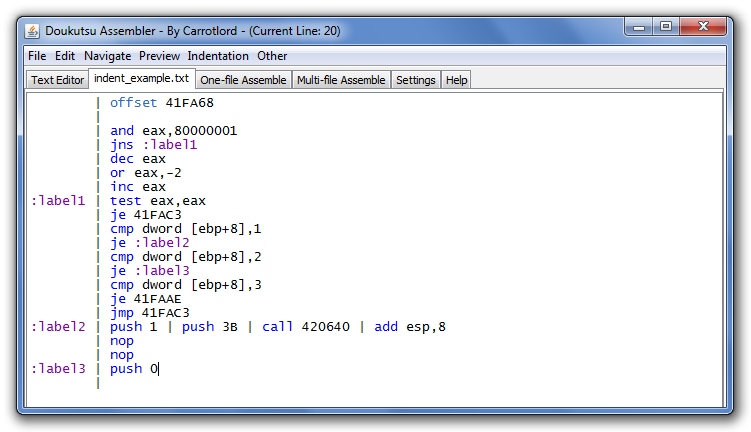 Doukutsu Assembler - By Carrotlord - (Current Line: 20)
File Edit Navigate Preview Indentation Other
Text Editor indent_example.txt One-file Assemble Multi-file Assemble Settings Help
| offset 41FA68
|
| and eax,80000001
| jns :label1
| dec eax
| or eax,-2
| inc eax
:label1 | test eax,eax
| je 41FAC3
| cmp dword [ebp+8],1
| je :label2
| cmp dword [ebp+8],2
| je :label3
| cmp dword [ebp+8],3
| je 41FAAE
| jmp 41FAC3
:label2 | push 1 | push 3B | call 420640 | add esp,8
| nop
| nop
:label3 | push 0
|